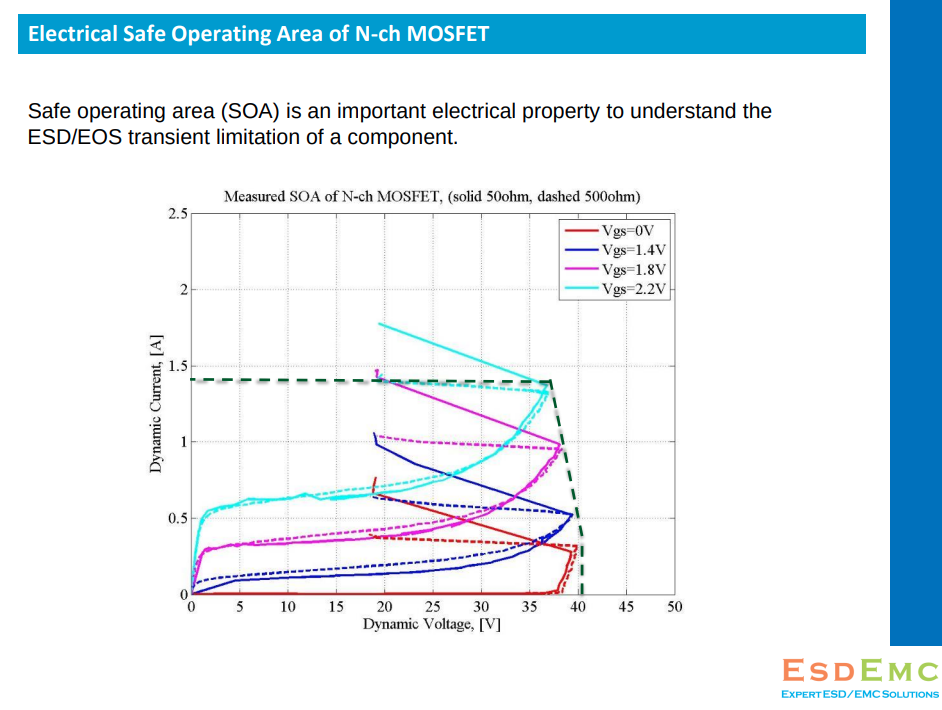 Electrical Safe Operating Area of N-ch MOSFET
Safe operating area (SOA) is an important electrical property to understand the
ESD/EOS transient limitation of a component.
Measured SOA of N-ch MOSFET, (solid 50ohm, dashed 500ohm)
2.5
2
1.5
1
0.5
0
Dynamic Current, [A]
Vgs=0V
Vgs=1.4V
Vgs=1.8V
Vgs=2.2V
0 5 10 15 20 25 30 35 40 45 50
Dynamic Voltage, [V]
ESDEMC
EXPERT ESD/EMC SOLUTIONS